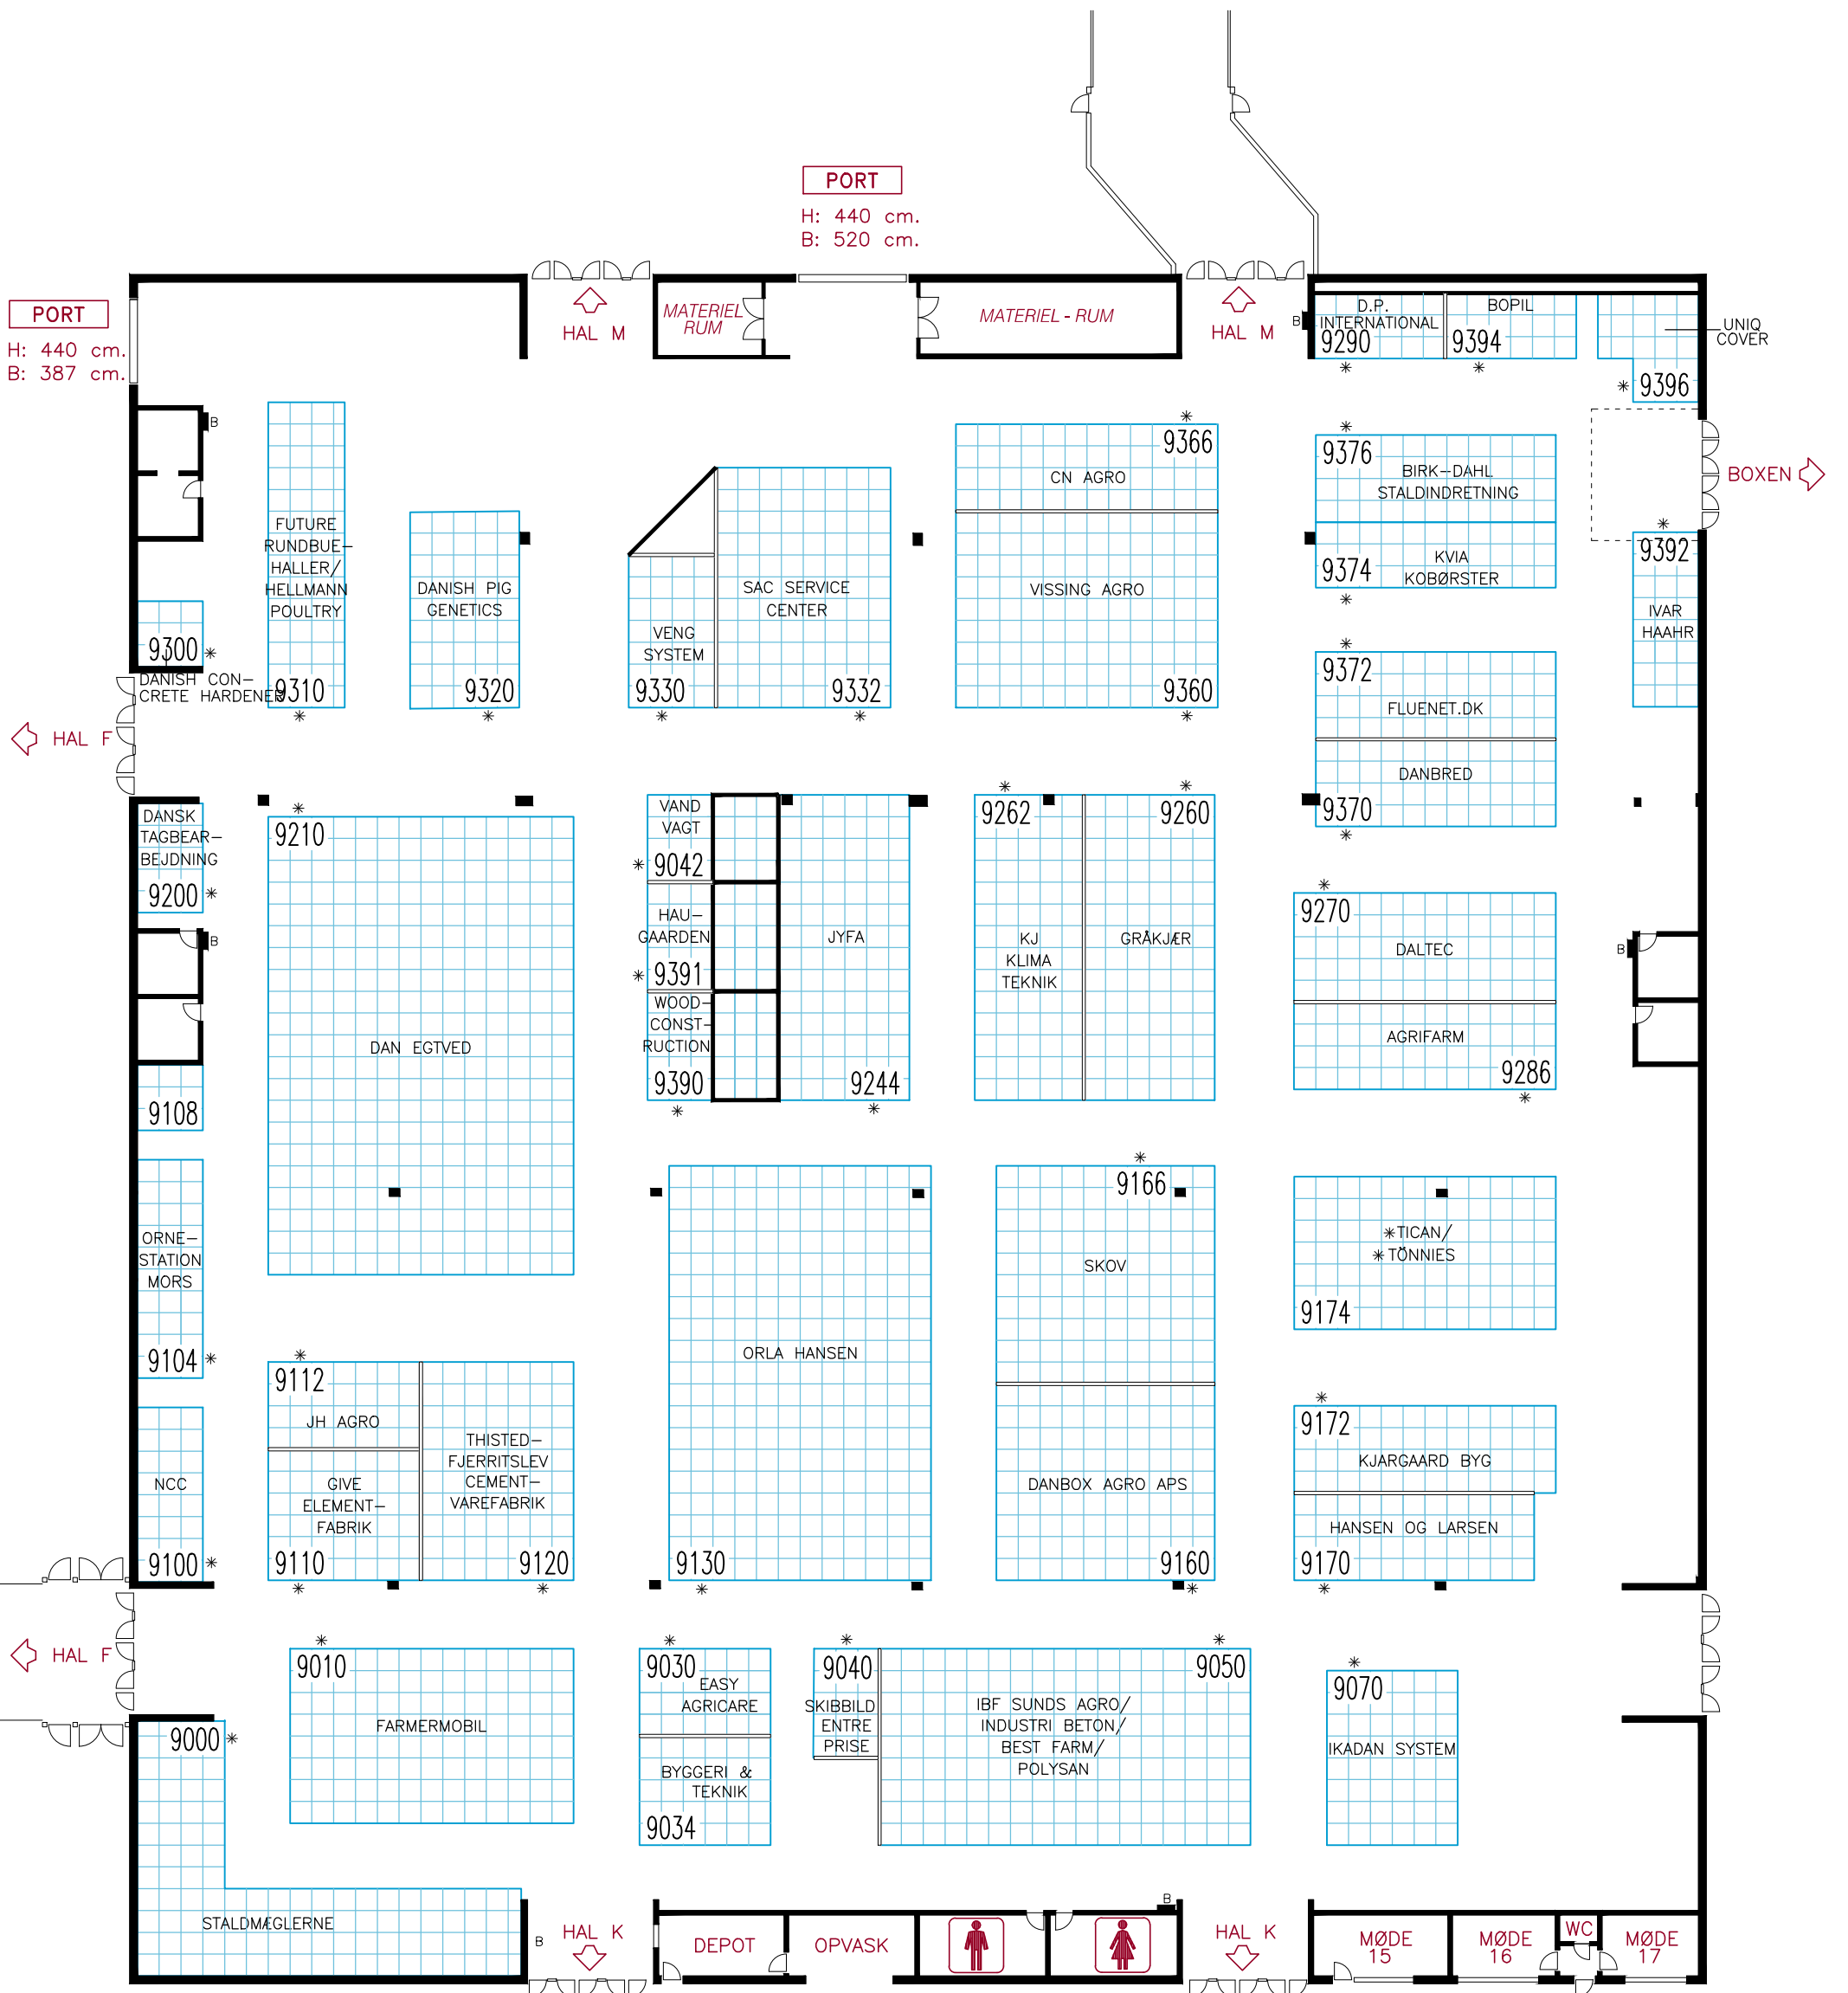 PORT
H: 440 cm.
B: 520 cm.
PORT
H: 440 cm.
B: 387 cm.
HAL M
MATERIEL
RUM
MATERIEL - RUM
HAL M
B
D.P.
INTERNATIONAL
9290
*
BOPIL
9394
*
UNIQ
COVER
* 9396
B
FUTURE
RUNDBUE-
HALLER/
HELLMANN
POULTRY
9310
*
DANISH PIG
GENETICS
9320
*
VENG
SYSTEM
9330
*
SAC SERVICE
CENTER
9332
*
*
9366
CN AGRO
VISSING AGRO
9360
*
*
9376
BIRK-DAHL
STALDINDRETNING
KVIA
KOBØRSTER
9374
*
BOXEN
*
9392
IVAR
HAAHR
9300 *
DANISH CON-
CRETE HARDENER
HAL F
*
9372
FLUENET.DK
DANBRED
9370
*
DANSK
TAGBEAR-
BEJDNING
9200 *
B
*
9210
DAN EGTVED
VAND
VAGT
* 9042
HAU-
GAARDEN
* 9391
WOOD-
CONST-
RUCTION
9390
*
JYFA
9244
*
*
9262
KJ
KLIMA
TEKNIK
*
9260
GRÅKJÆR
*
9270
DALTEC
AGRIFARM
9286
*
B
9108
ORNE-
STATION
MORS
9104 *
NCC
9100 *
*
9112
JH AGRO
GIVE
ELEMENT-
FABRIK
9110
*
THISTED-
FJERRITSLEV
CEMENT-
VAREFABRIK
9120
*
ORLA HANSEN
9130
*
*
9166
SKOV
DANBOX AGRO APS
9160
*
*TICAN/
*TÖNNIES
9174
*
9172
KJARGAARD BYG
HANSEN OG LARSEN
9170
*
HAL F
9000 *
STALDMÆGLERNE
*
9010
FARMERMOBIL
*
9030
EASY
AGRICARE
BYGGERI &
TEKNIK
9034
*
9040
SKIBBILD
ENTRE
PRISE
*
9050
IBF SUNDS AGRO/
INDUSTRI BETON/
BEST FARM/
POLYSAN
*
9070
IKADAN SYSTEM
B
HAL K
DEPOT
OPVASK
B
HAL K
MØDE
15
MØDE
16
WC
MØDE
17